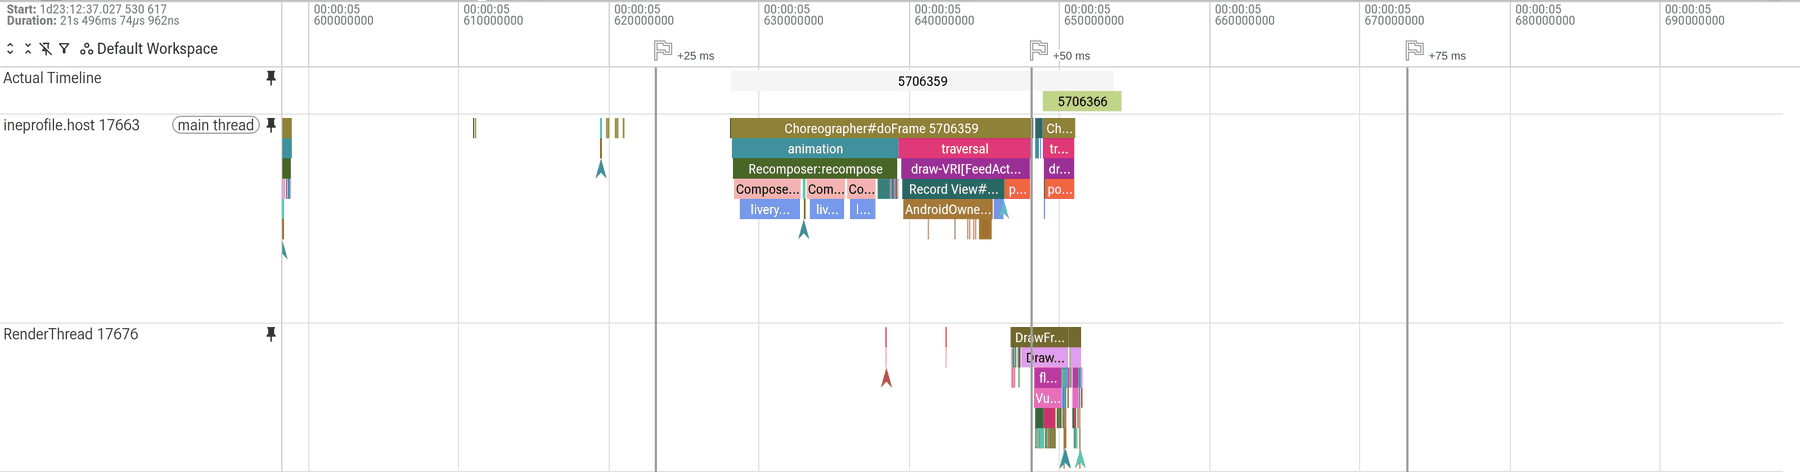 Start: 1d23:12:37.027 530 617
Duration: 21s 496ms 74µs 962ns
00:00:05 00:00:05 00:00:05 00:00:05 00:00:05 00:00:05 00:00:05 00:00:05 00:00:05 00:00:05
600000000 610000000 620000000 630000000 640000000 650000000 660000000 670000000 680000000 690000000
Default Workspace
+25 ms +50 ms +75 ms
Actual Timeline
5706359
5706366
ineprofile.host 17663 main thread
Choreographer#doFrame 5706359 Ch...
animation traversal tr...
Recomposer:recompose draw-VRI[FeedAct... dr...
Compose... Com... Co... Record View#... p... po...
livery... liv... l... AndroidOwne...
RenderThread 17676
DrawFr...
Draw...
fl...
Vu...